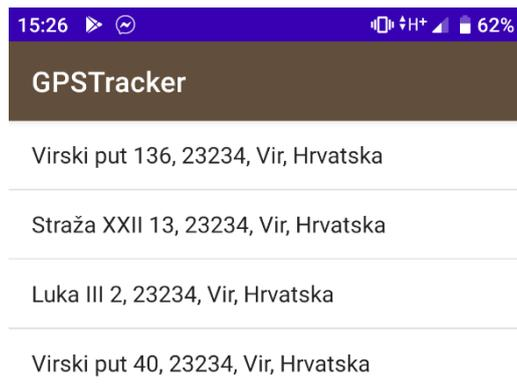 15:26 H+ 62%
GPSTracker
Virski put 136, 23234, Vir, Hrvatska
Straža XXII 13, 23234, Vir, Hrvatska
Luka III 2, 23234, Vir, Hrvatska
Virski put 40, 23234, Vir, Hrvatska